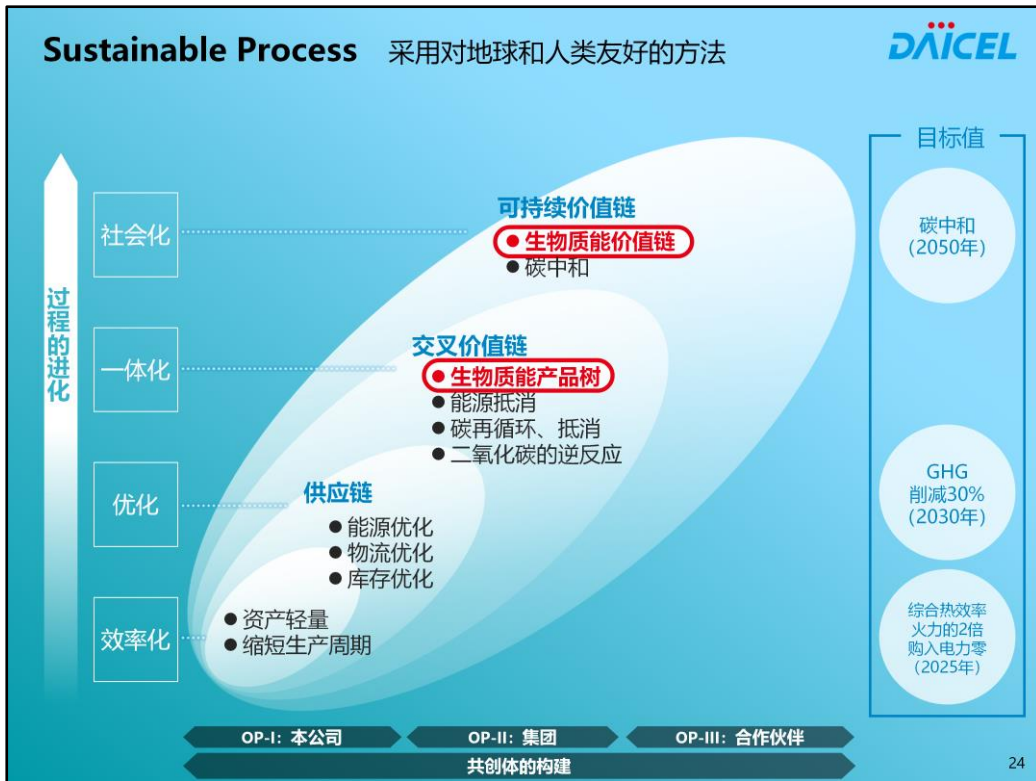 Sustainable Process 采用对地球和人类友好的方法
DAICEL
过程的进化
社会化
可持续价值链
● 生物质能价值链
● 碳中和
一体化
交叉价值链
● 生物质能产品树
● 能源抵消
● 碳再循环、抵消
● 二氧化碳的逆反应
优化
供应链
● 能源优化
● 物流优化
● 库存优化
效率化
● 资产轻量
● 缩短生产周期
目标值
碳中和
(2050年)
GHG
削减30%
(2030年)
综合热效率
火力的2倍
购入电力零
(2025年)
OP-I：本公司
OP-II：集团
OP-III：合作伙伴
共创体的构建
24